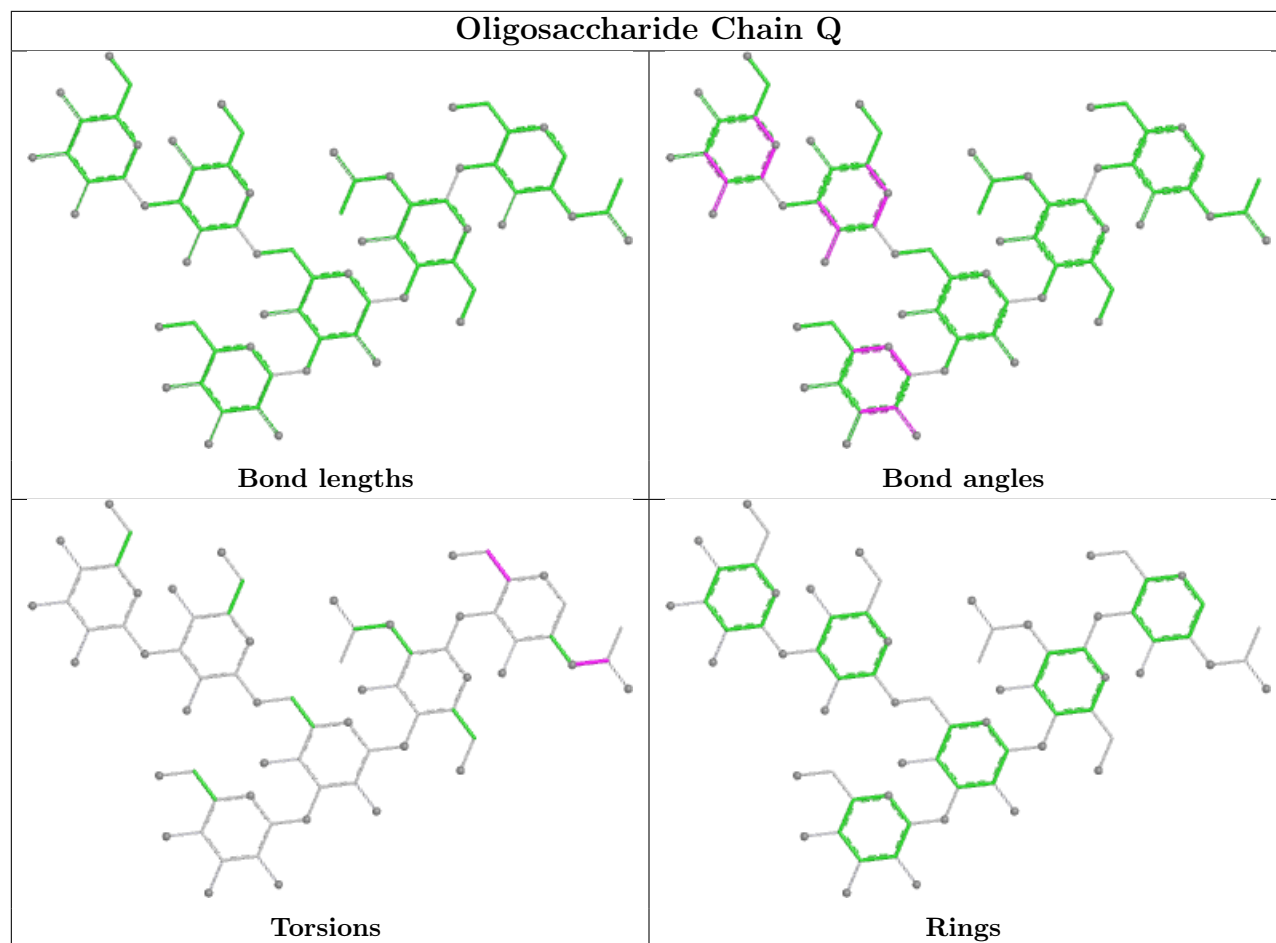 Oligosaccharide Chain Q
Bond lengths
Bond angles
Torsions
Rings